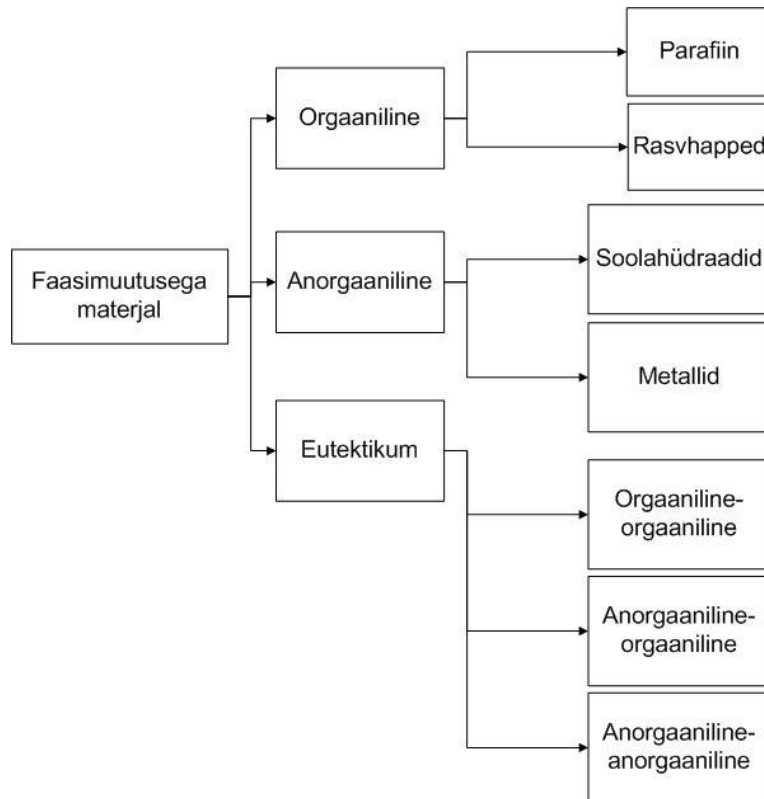 Faasimuutusega
materjal
Orgaaniline
Parafiin
Rasvhapped
Anorgaaniline
Soolahüdraadid
Metallid
Eutektikum
Orgaaniline-
orgaaniline
Anorgaaniline-
orgaaniline
Anorgaaniline-
anorgaaniline